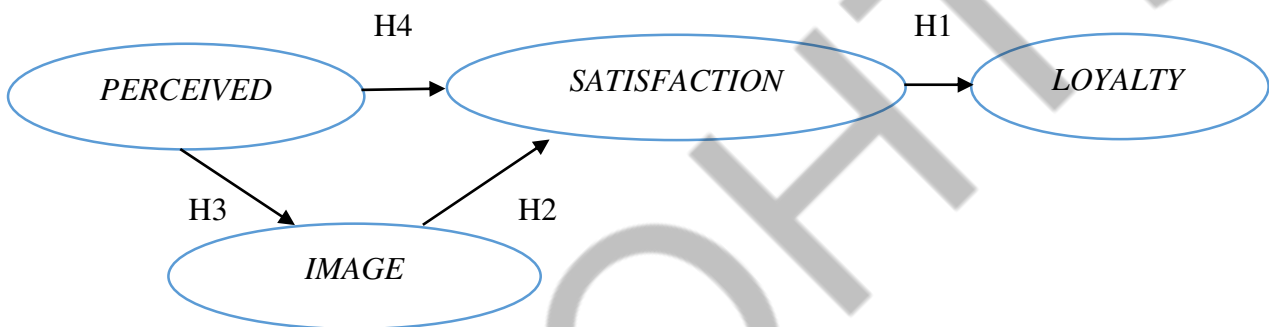 H4
H1
PERCEIVED
SATISFACTION
LOYALTY
H3
H2
IMAGE